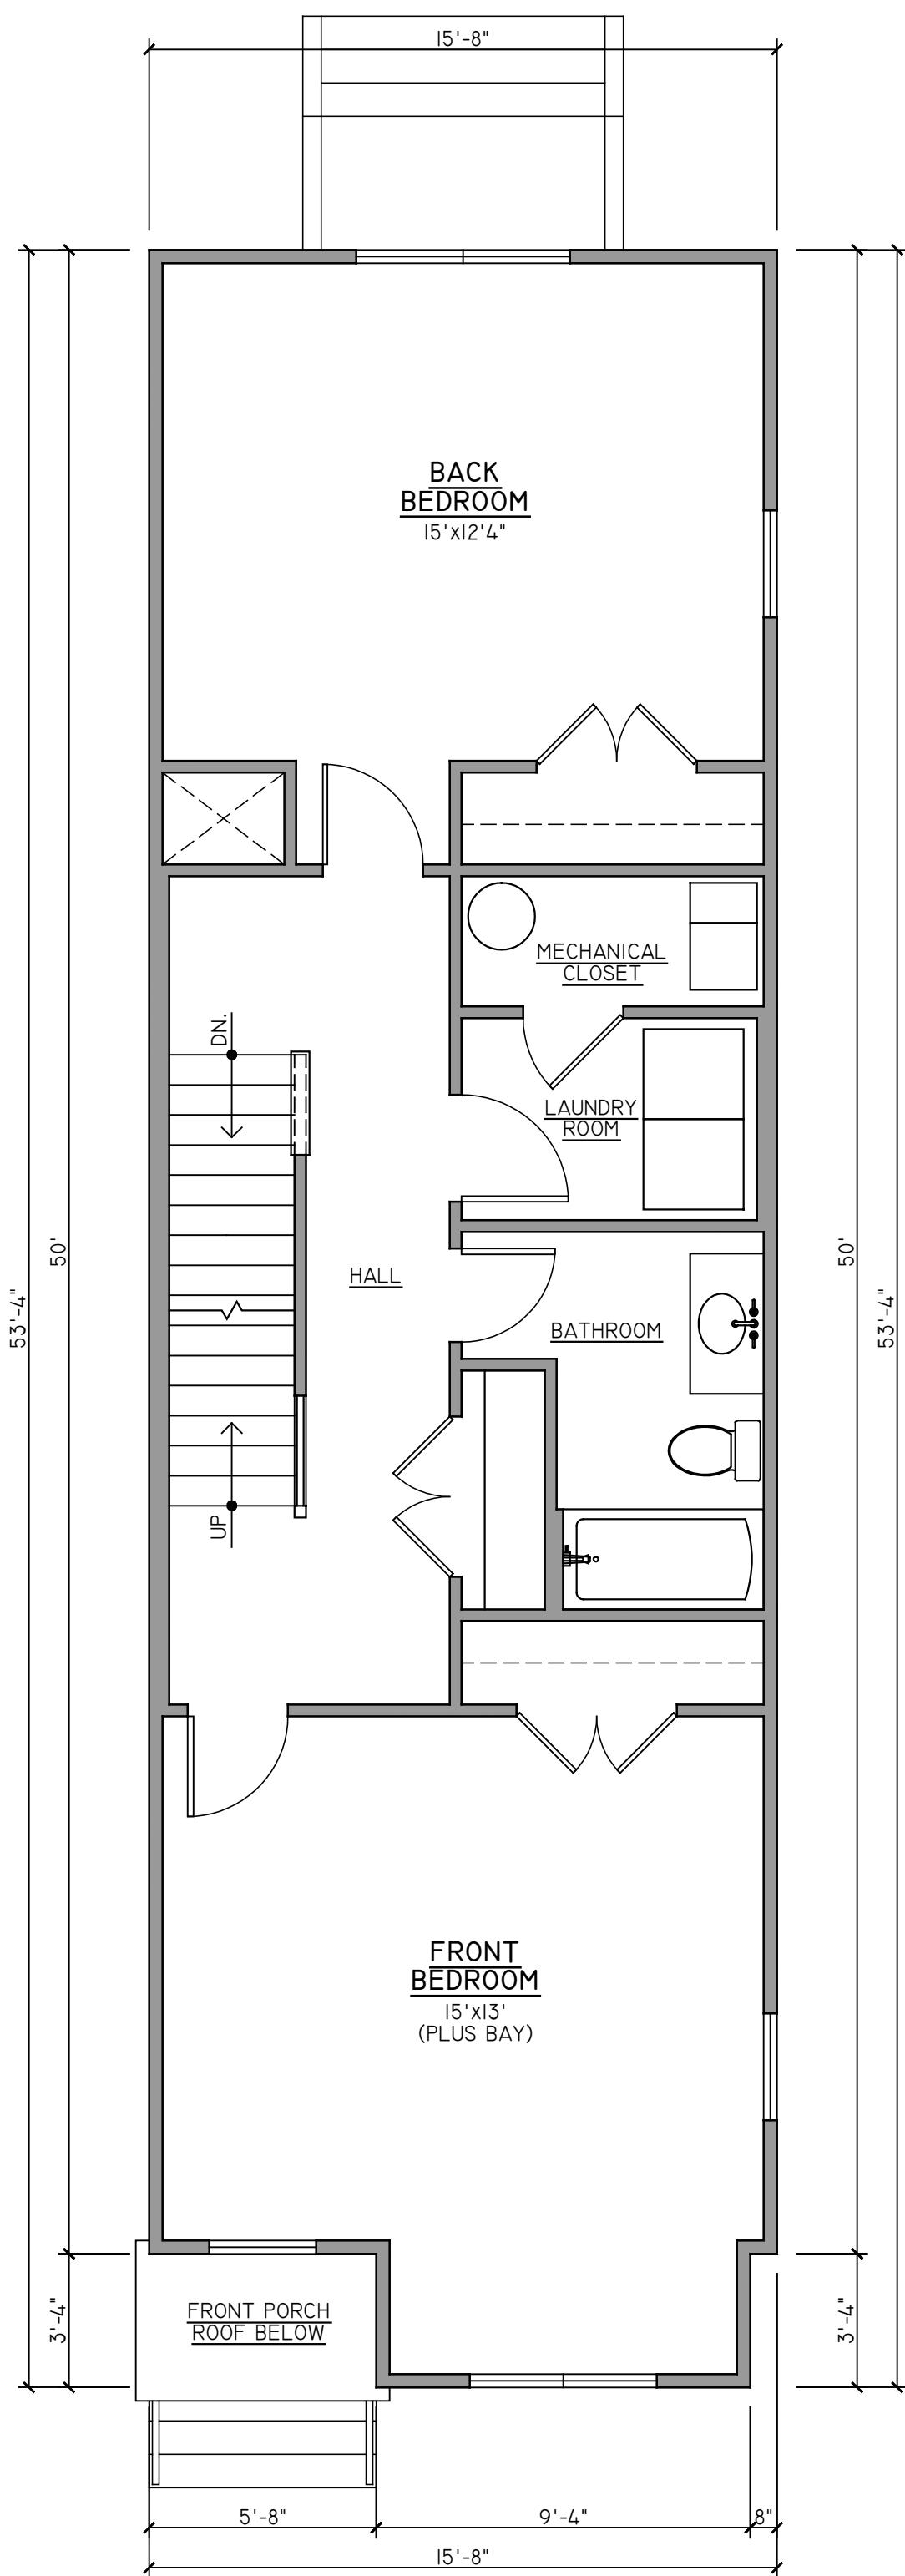 15'-8"
BACK
BEDROOM
15'x12'4"
MECHANICAL
CLOSET
DN.
LAUNDRY
ROOM
50'
53'-4"
HALL
50'
53'-4"
BATHROOM
UP
FRONT
BEDROOM
15'x13'
(PLUS BAY)
3'-4"
FRONT PORCH
ROOF BELOW
3'-4"
5'-8"
9'-4"
8"
15'-8"